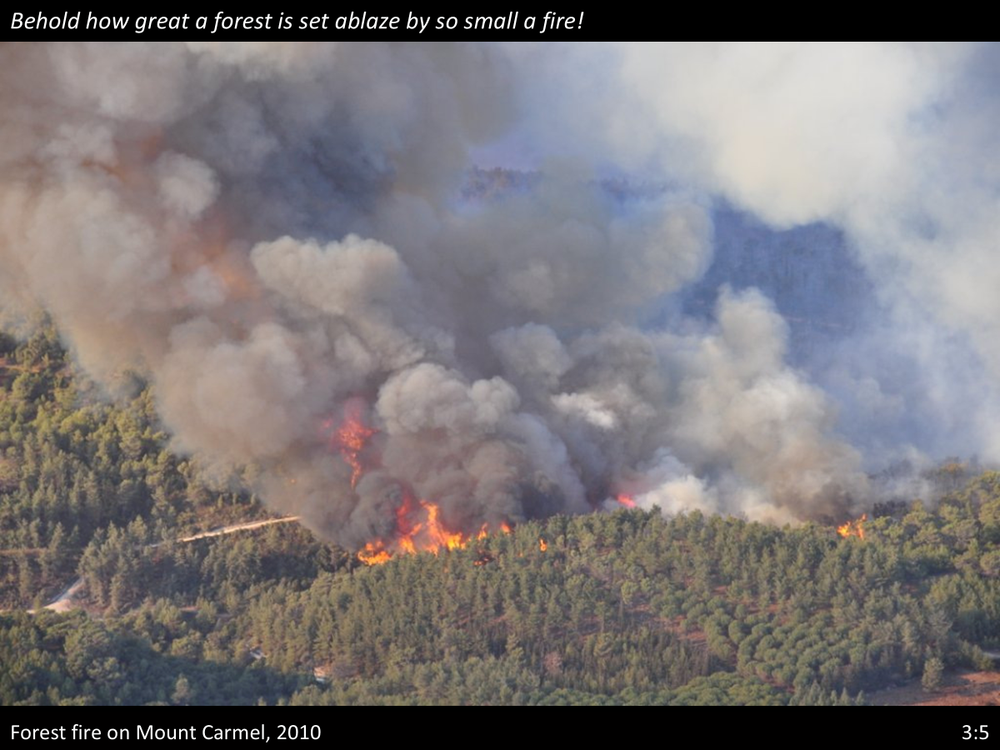 Behold how great a forest is set ablaze by so small a fire!
Forest fire on Mount Carmel, 2010
3:5